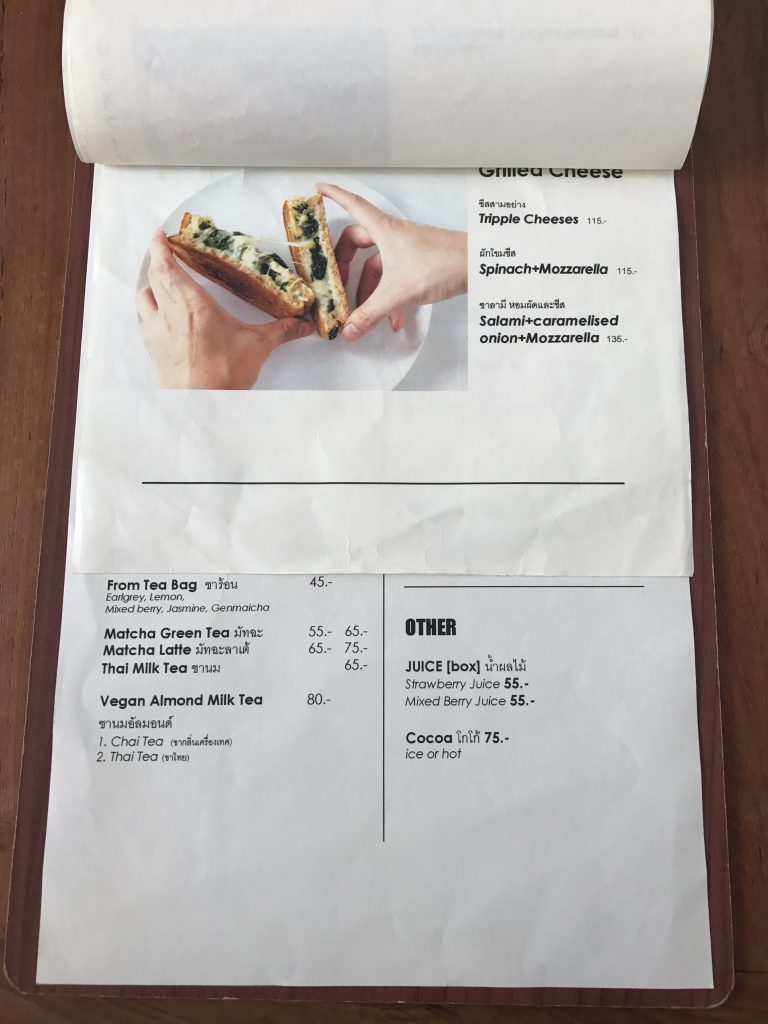 Grilled Cheese
ชีสสามอย่าง
Tripple Cheeses 115.-
ผักโขมชีส
Spinach+Mozzarella 115.-
ซาลามี หอมผัดและชีส
Salami+caramelised
onion+Mozzarella 135.-
From Tea Bag ชาร้อน 45.-
Earlgrey, Lemon,
Mixed berry, Jasmine, Genmaicha
Matcha Green Tea มัทฉะ 55.- 65.-
Matcha Latte มัทฉะลาเต้ 65.- 75.-
Thai Milk Tea ชานม 65.-
Vegan Almond Milk Tea 80.-
ชานมอัลมอนด์
1. Chai Tea (ชากลิ่นเครื่องเทศ)
2. Thai Tea (ชาไทย)
OTHER
JUICE [box] น้ำผลไม้
Strawberry Juice 55.-
Mixed Berry Juice 55.-
Cocoa โกโก้ 75.-
ice or hot